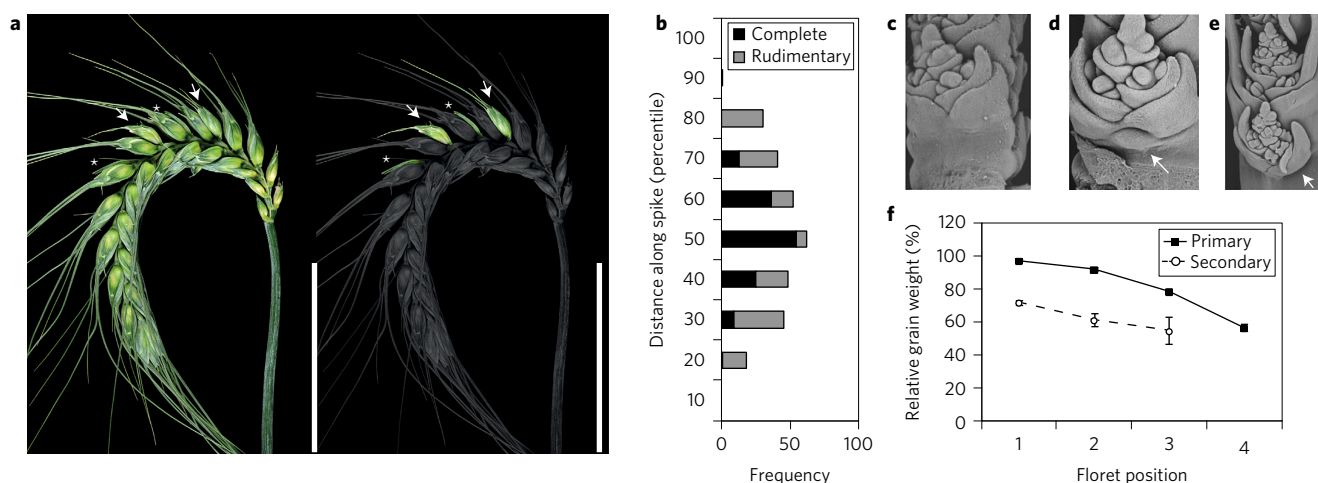 a
b
Distance along spike (percentile)
100
90
80
70
60
50
40
30
20
10
Complete
Rudimentary
0
50
100
Frequency
c
d
e
f
Relative grain weight (%)
120
100
80
60
40
20
0
Primary
Secondary
1
2
3
4
Floret position